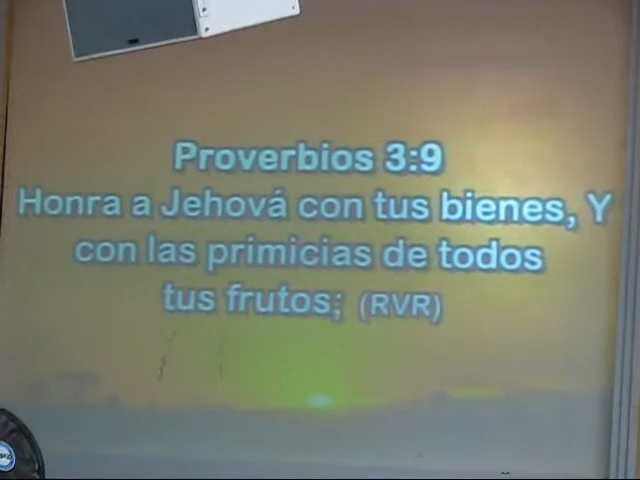 Proverbios 3:9
Honra a Jehová con tus bienes, Y
con las primicias de todos
tus frutos; (RVR)